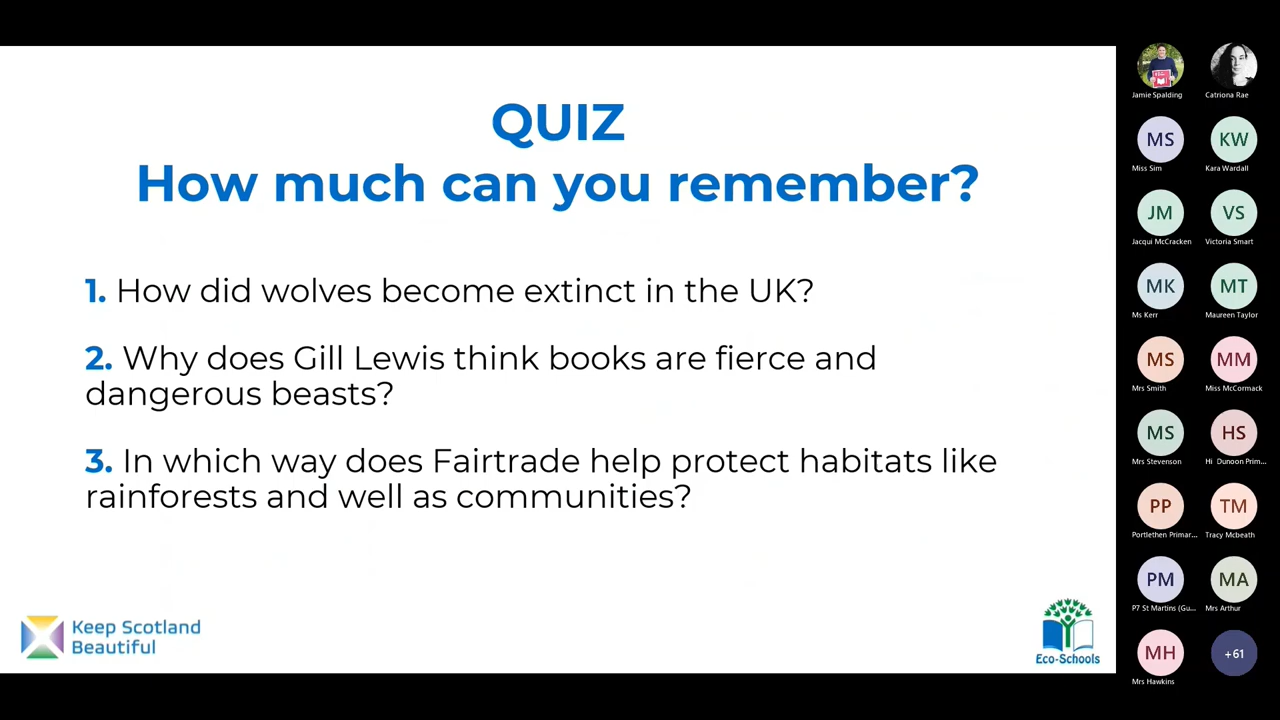 QUIZ
How much can you remember?
1. How did wolves become extinct in the UK?
2. Why does Gill Lewis think books are fierce and
dangerous beasts?
3. In which way does Fairtrade help protect habitats like
rainforests and well as communities?
Keep Scotland
Beautiful
Eco-Schools
Jamie Spalding
Catriona Rae
MS
KW
Miss Sim
Kara Wardall
JM
VS
Jacqui McCracken
Victoria Smart
MK
MT
Ms Kerr
Maureen Taylor
MS
MM
Mrs Smith
Miss McCormack
MS
HS
Mrs Stevenson
Hi Dunoon Prim...
PP
TM
Portlethen Primar...
Tracy Mcbeath
PM
MA
P7 St Martins (Gu...
Mrs Arthur
MH
+61
Mrs Hawkins